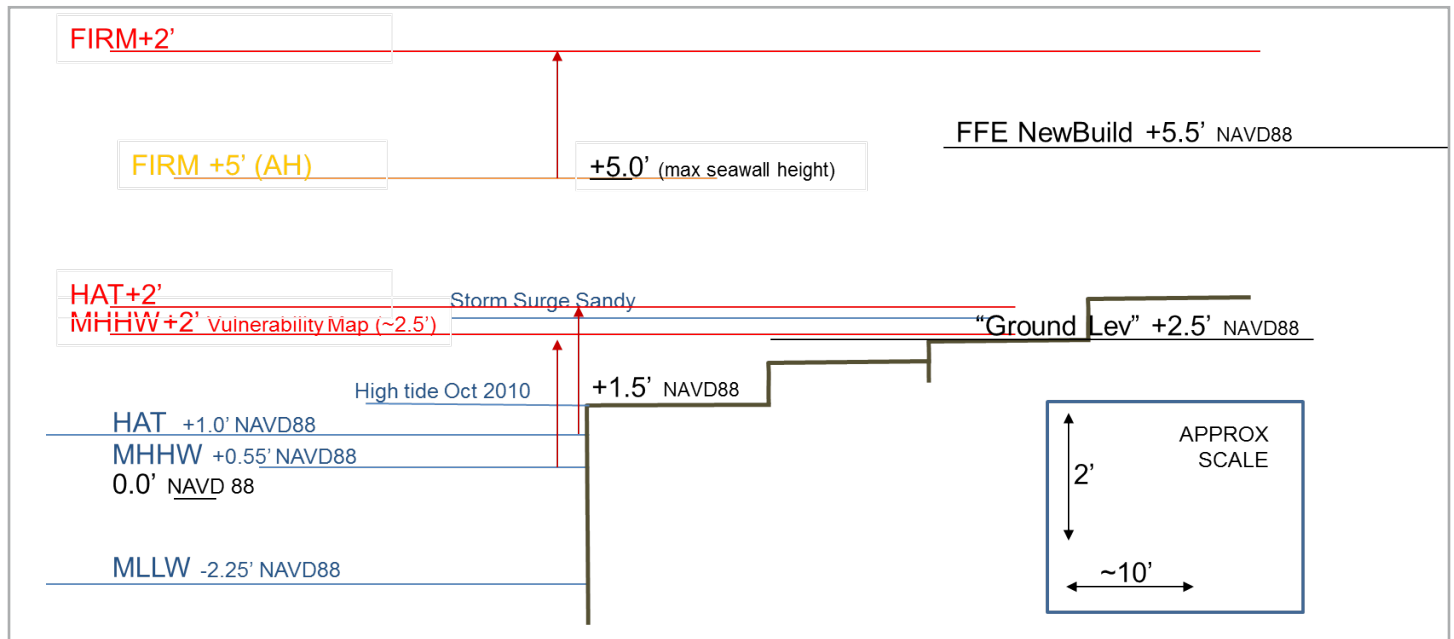 FIRM+2’
FFE NewBuild +5.5’ NAVD88
FIRM +5’ (AH)
+5.0’ (max seawall height)
HAT+2’
Storm Surge Sandy
MHHW+2’ Vulnerability Map (~2.5’)
“Ground Lev” +2.5’ NAVD88
High tide Oct 2010
+1.5’ NAVD88
HAT +1.0’ NAVD88
MHHW +0.55’ NAVD88
0.0’ NAVD 88
MLLW -2.25’ NAVD88
APPROX
SCALE
2’
~10’